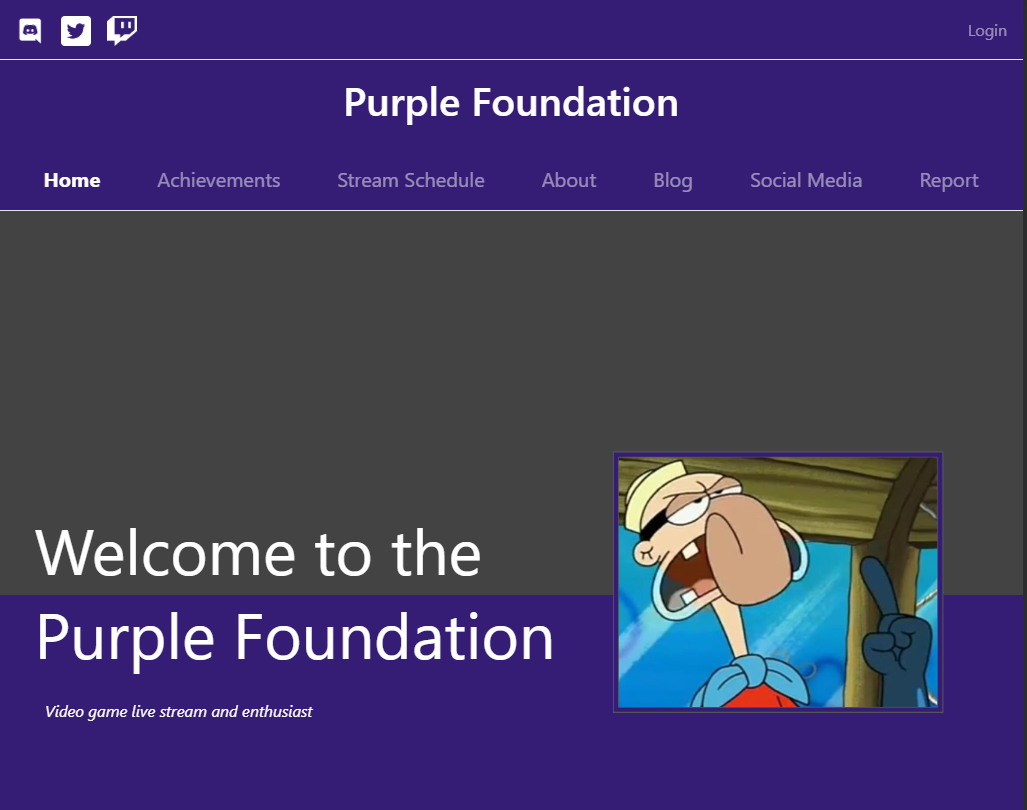 Login
Purple Foundation
Home Achievements Stream Schedule About Blog Social Media Report
Welcome to the
Purple Foundation
Video game live stream and enthusiast